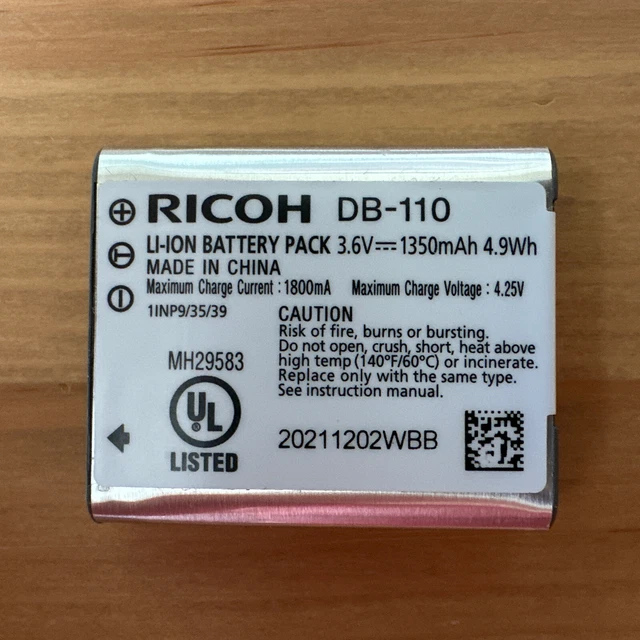 RICOH DB-110
LI-ION BATTERY PACK 3.6V⎓1350mAh 4.9Wh
MADE IN CHINA
Maximum Charge Current : 1800mA Maximum Charge Voltage : 4.25V
1INP9/35/39
CAUTION
Risk of fire, burns or bursting.
Do not open, crush, short, heat above
high temp (140°F/60°C) or incinerate.
Replace only with the same type.
See instruction manual.
MH29583
UL
LISTED
20211202WBB